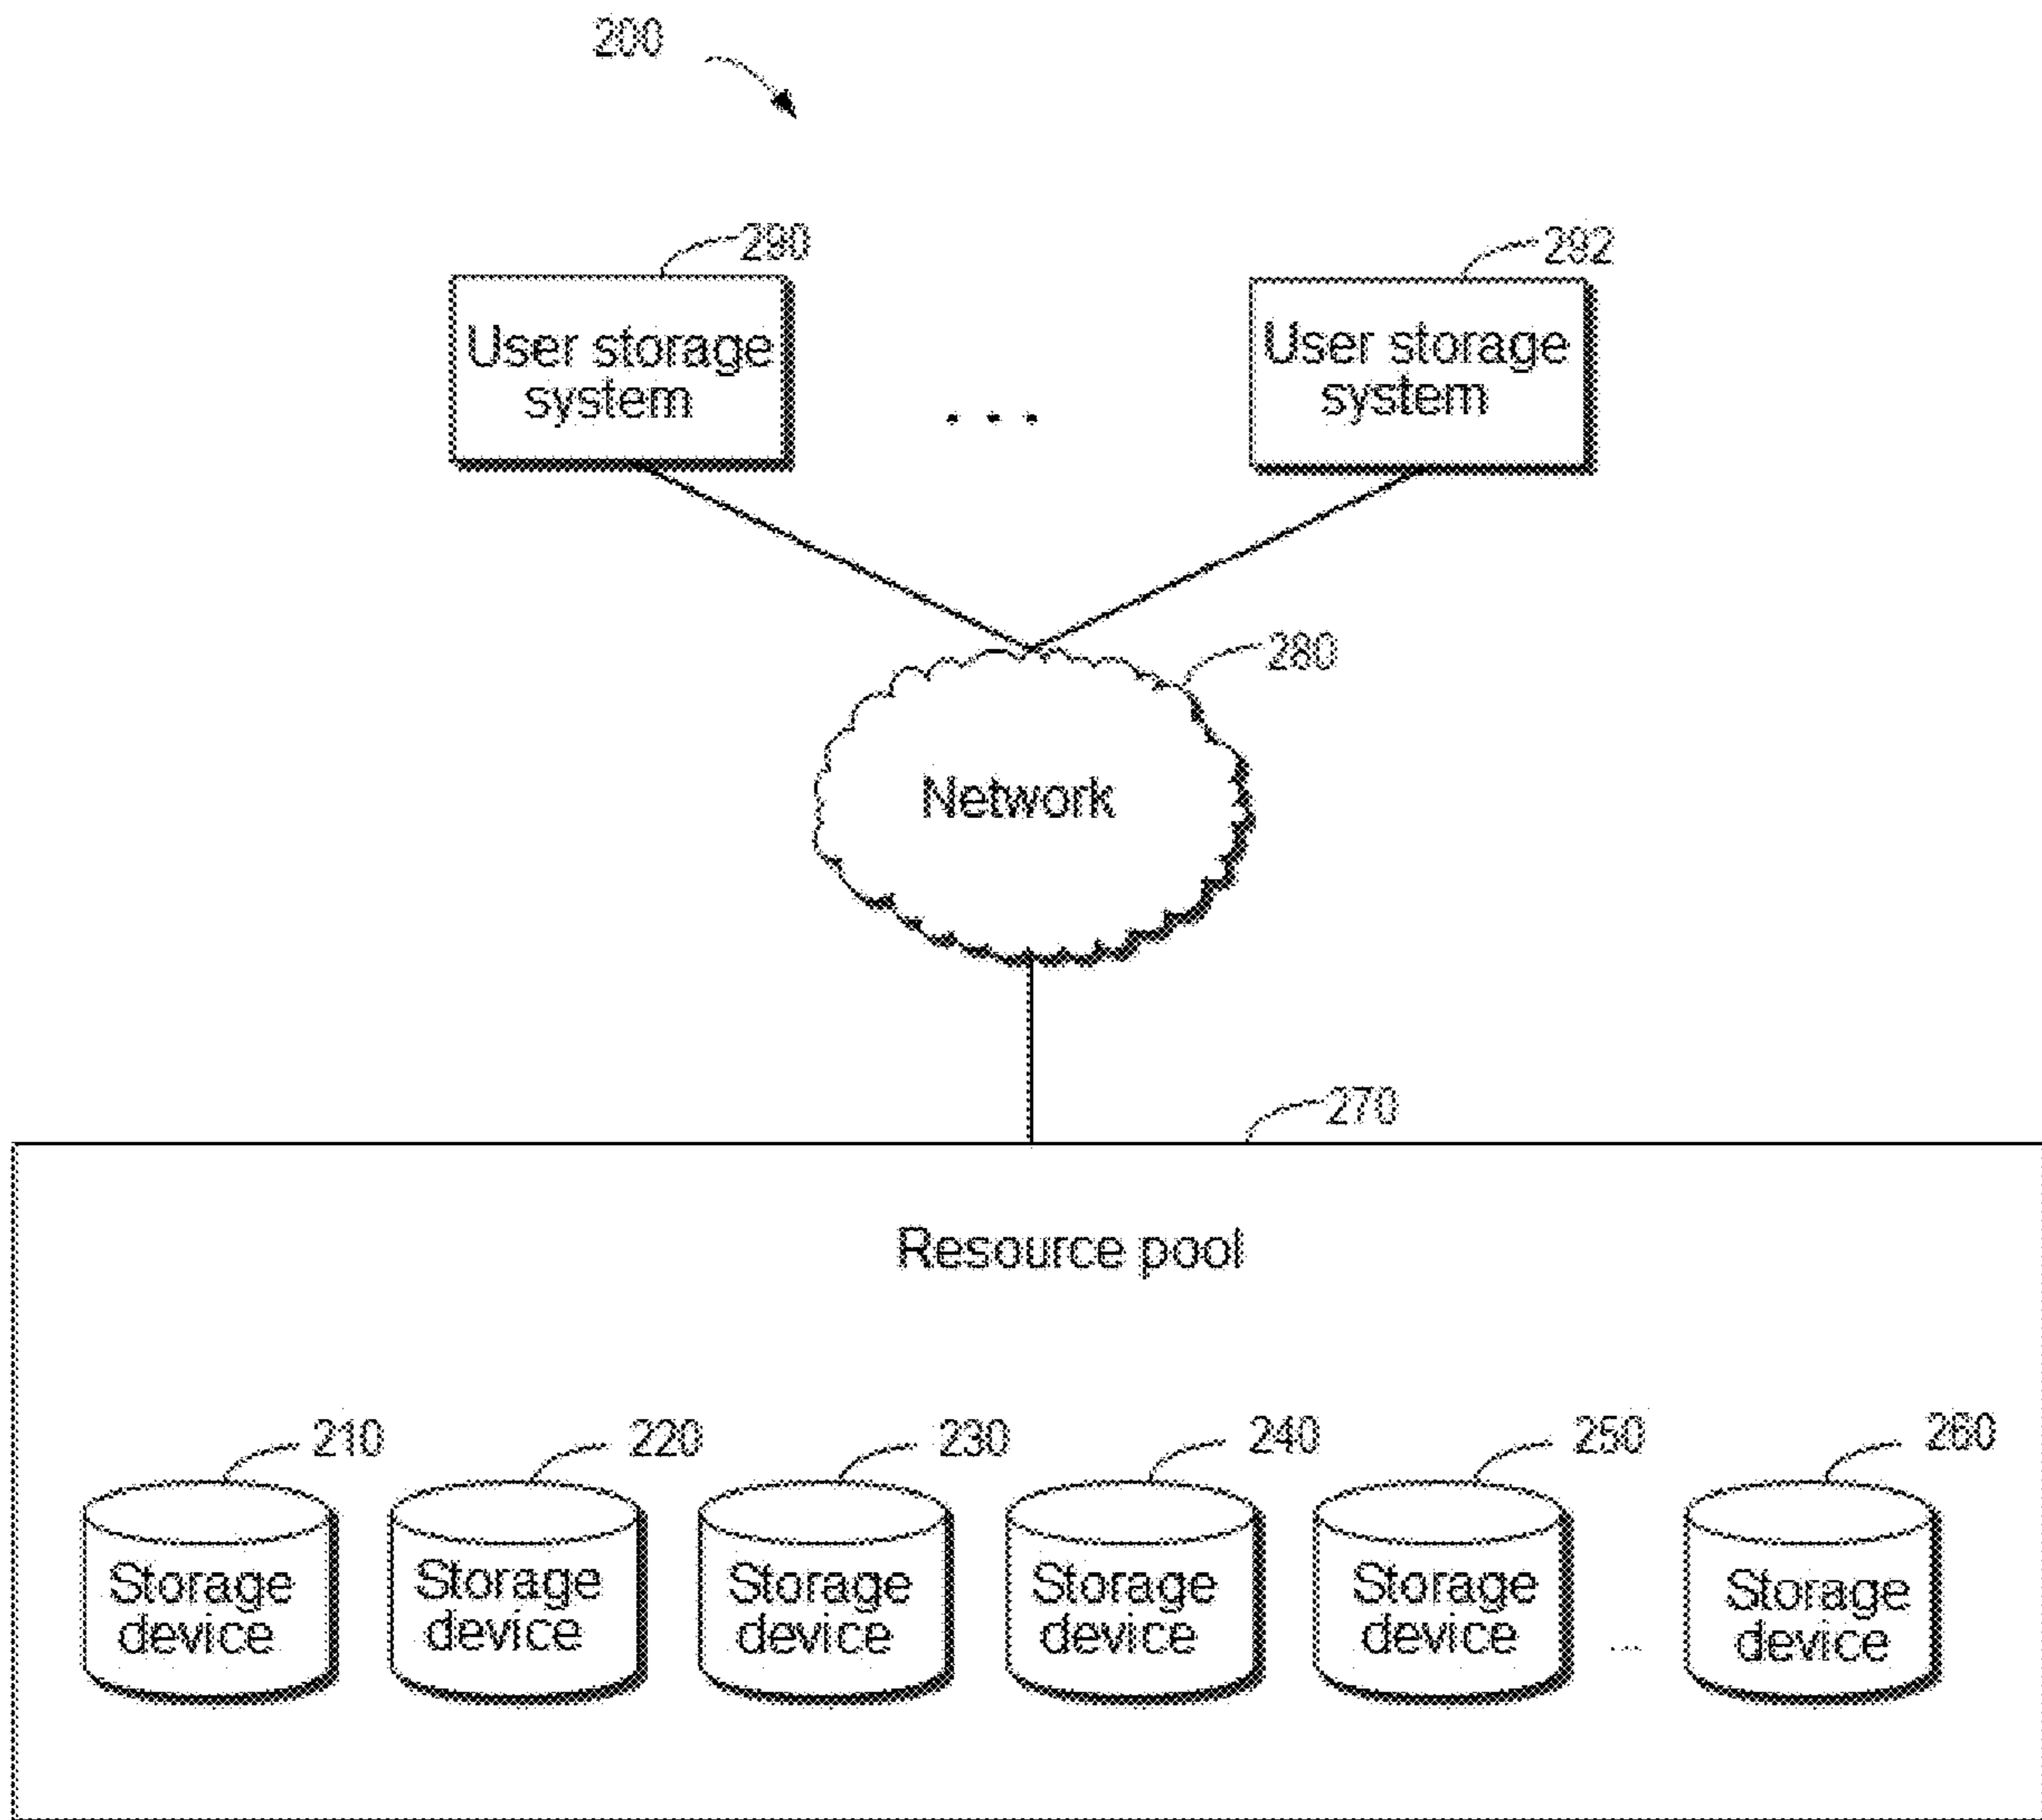 200
290
292
User storage
system
. . .
User storage
system
280
Network
270
Resource pool
210
220
230
240
250
260
Storage
device
Storage
device
Storage
device
Storage
device
Storage
device
...
Storage
device